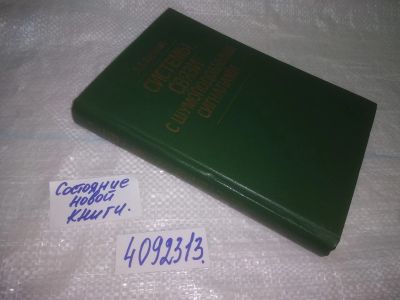 СИСТЕМЫ
СВЯЗИ
С ШУМОПОДОБНЫМИ
СИГНАЛАМИ
Состояние
новой
книги.
4092313.